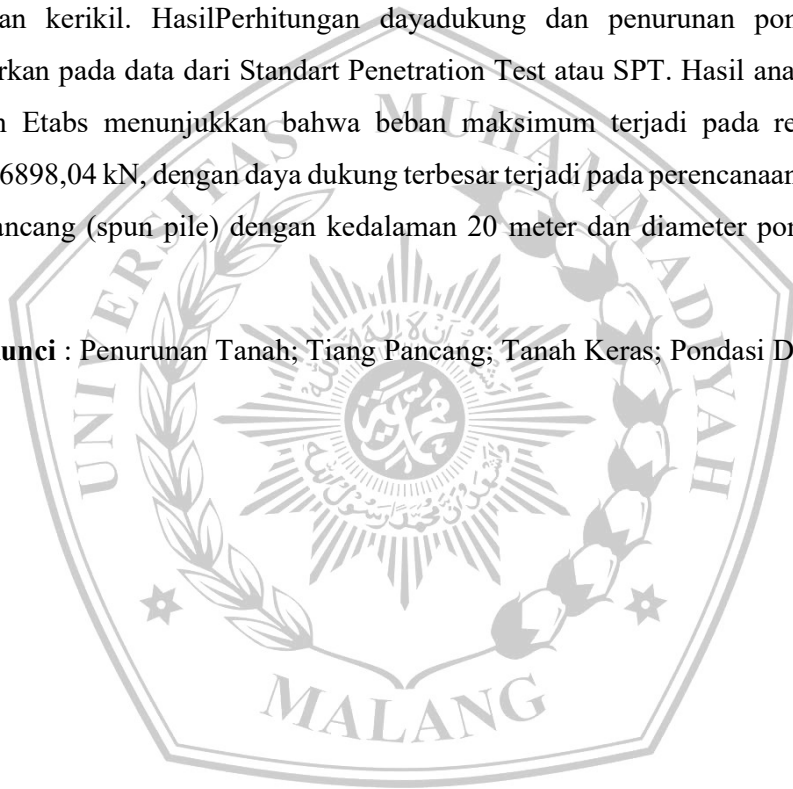 an kerikil. HasilPerhitungan dayadukung dan penurunan pon
rkan pada data dari Standart Penetration Test atau SPT. Hasil ana
n Etabs menunjukkan bahwa beban maksimum terjadi pada re
6898,04 kN, dengan daya dukung terbesar terjadi pada perencanaan
ancang (spun pile) dengan kedalaman 20 meter dan diameter pon
unci : Penurunan Tanah; Tiang Pancang; Tanah Keras; Pondasi D
UNIVERSITAS MUHAMMADIYAH
MALANG